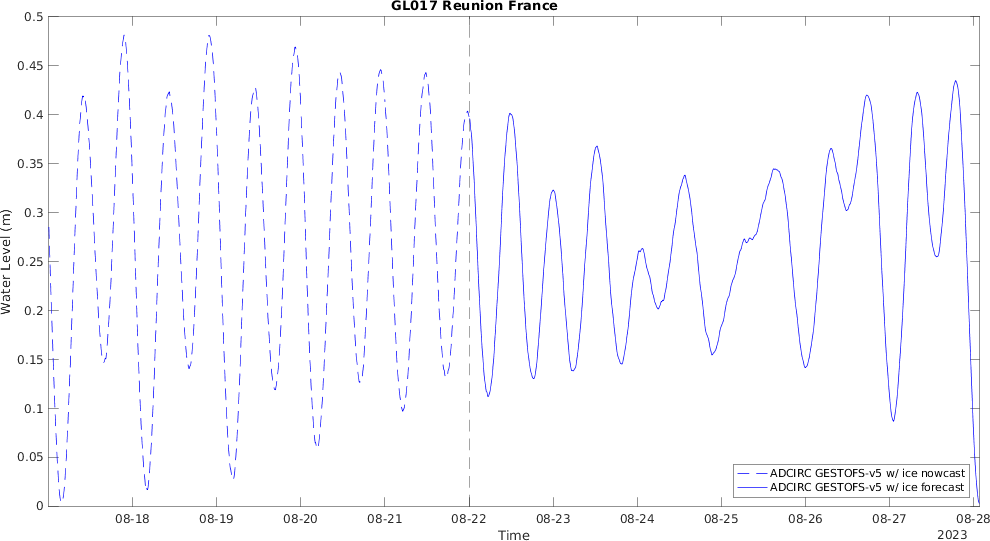 GL017 Reunion France
0.5
0.45
0.4
0.35
0.3
0.25
0.2
0.15
0.1
0.05
0
Water Level (m)
ADCIRC GESTOFS-v5 w/ ice nowcast
ADCIRC GESTOFS-v5 w/ ice forecast
08-18 08-19 08-20 08-21 08-22 08-23 08-24 08-25 08-26 08-27 08-28
Time
2023